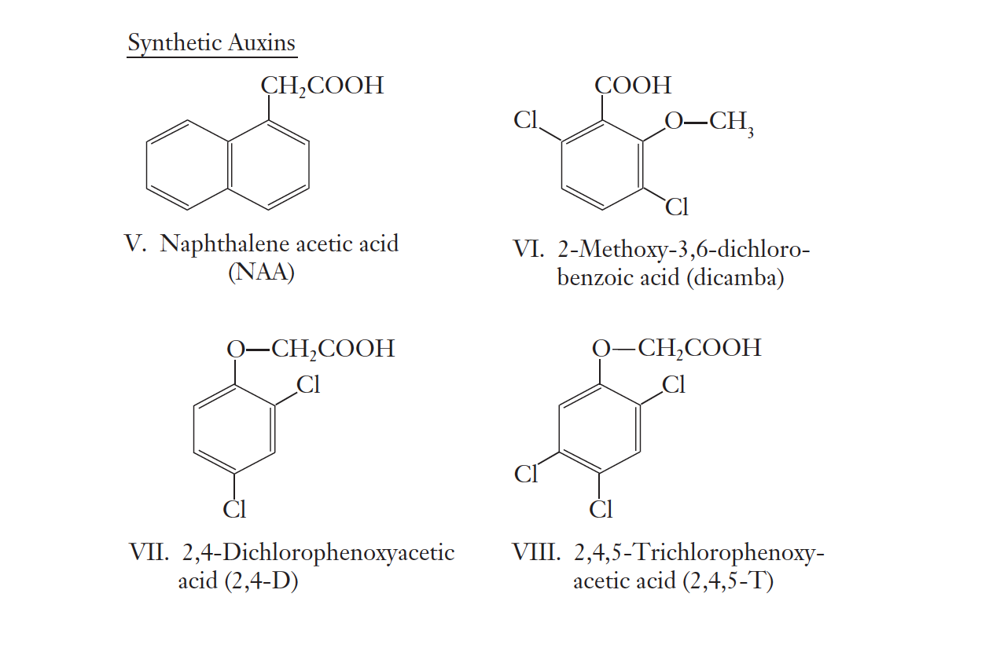 Synthetic Auxins
CH₂COOH
V. Naphthalene acetic acid
(NAA)
COOH
Cl
O—CH₃
Cl
VI. 2-Methoxy-3,6-dichloro-
benzoic acid (dicamba)
O—CH₂COOH
Cl
Cl
VII. 2,4-Dichlorophenoxyacetic
acid (2,4-D)
O—CH₂COOH
Cl
Cl
Cl
VIII. 2,4,5-Trichlorophenoxy-
acetic acid (2,4,5-T)